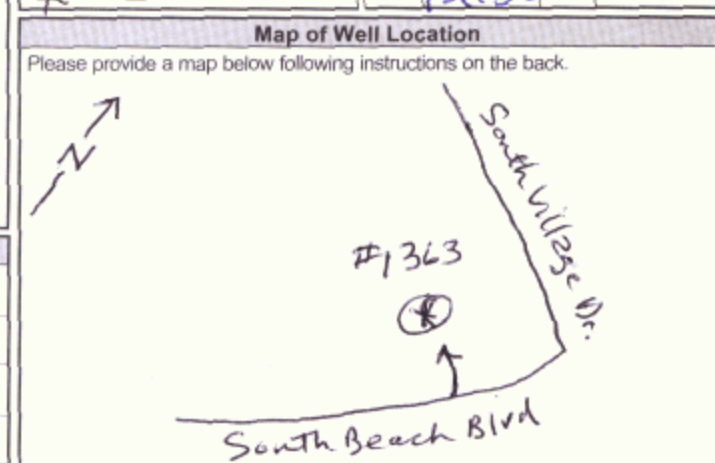 Map of Well Location
Please provide a map below following instructions on the back.
N
South Village Dr.
#1363
South Beach Blvd